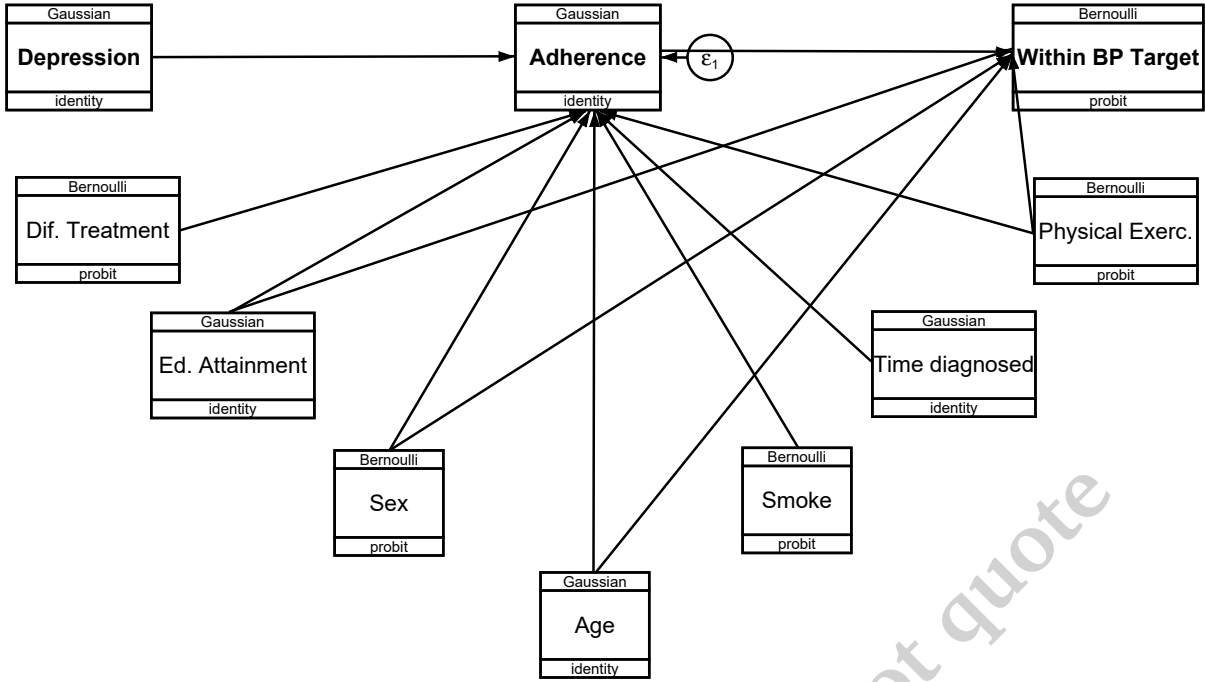 Gaussian
Depression
identity
Gaussian
Adherence
identity
ε1
Bernoulli
Within BP Target
probit
Bernoulli
Dif. Treatment
probit
Bernoulli
Physical Exerc.
probit
Gaussian
Ed. Attainment
identity
Gaussian
Time diagnosed
identity
Bernoulli
Sex
probit
Bernoulli
Smoke
probit
Gaussian
Age
identity
quote